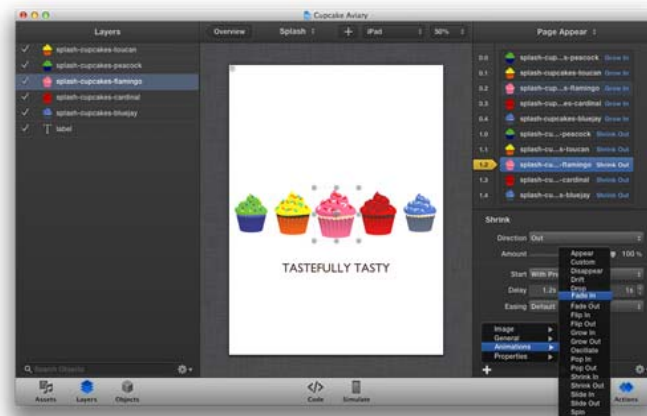 Cupcake Aviary
Layers
Overview
Splash
iPad
50%
Page Appear
splash-cupcakes-toucan
splash-cupcakes-peacock
splash-cupcakes-flamingo
splash-cupcakes-cardinal
splash-cupcakes-bluejay
T label
TASTEFULLY TASTY
0.0 splash-cup...s-peacock Grow In
0.1 splash-cupcakes-toucan Grow In
0.2 splash-cup...s-flamingo Grow In
0.3 splash-cup...es-cardinal Grow In
0.4 splash-cupcakes-bluejay Grow In
1.0 splash-cu...-peacock Shrink Out
1.1 splash-cu...s-toucan Shrink Out
1.2 splash-cu...-flamingo Shrink Out
1.3 splash-cu...-cardinal Shrink Out
1.4 splash-cu...s-bluejay Shrink Out
Shrink
Direction Out
Amount 100 %
Start With Pre
Delay 1.2s 1s
Easing Default
Image
General
Animations
Properties
Appear
Custom
Disappear
Drift
Drop
Fade In
Fade Out
Flip In
Flip Out
Grow In
Grow Out
Oscillate
Pop In
Pop Out
Shrink In
Shrink Out
Slide In
Slide Out
Spin
Search Objects
Assets
Layers
Objects
</> Code
Simulate
Actions